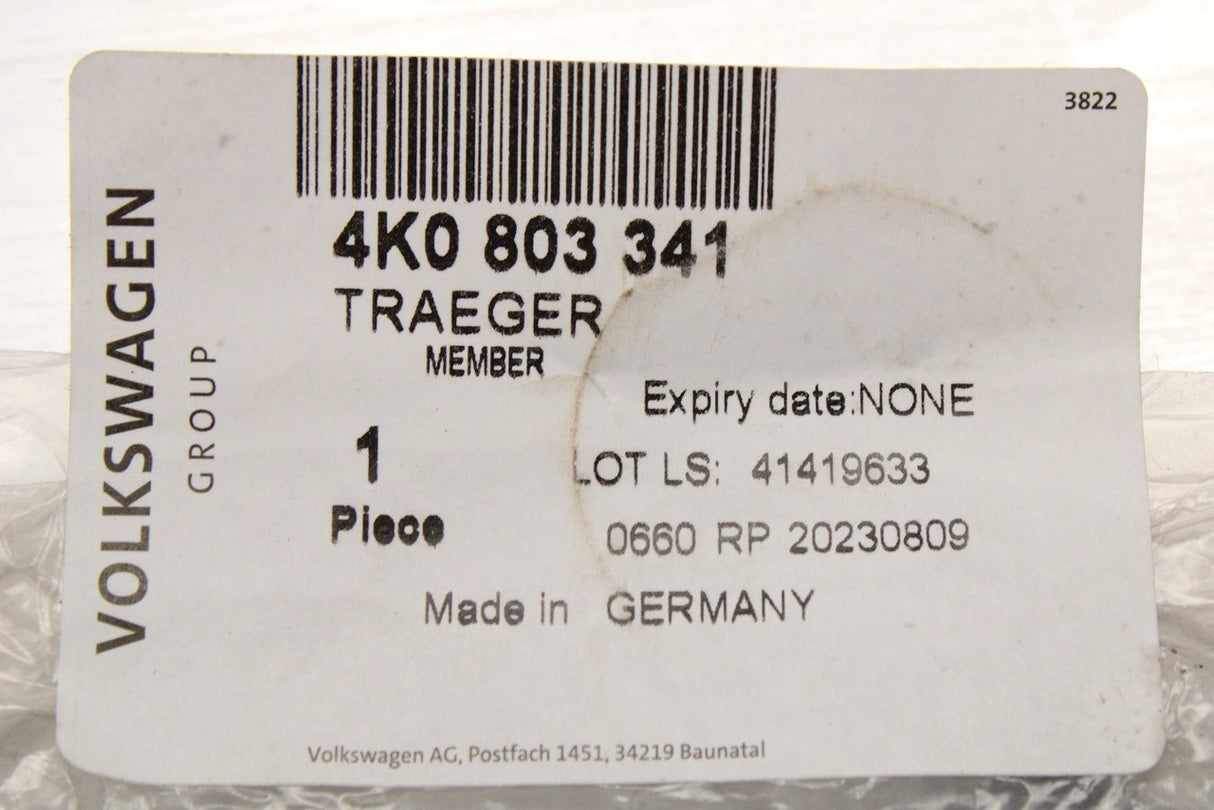 3822
VOLKSWAGEN
GROUP
4K0 803 341
TRAEGER
MEMBER
Expiry date:NONE
1
LOT LS: 41419633
Piece
0660 RP 20230809
Made in GERMANY
Volkswagen AG, Postfach 1451, 34219 Baunatal